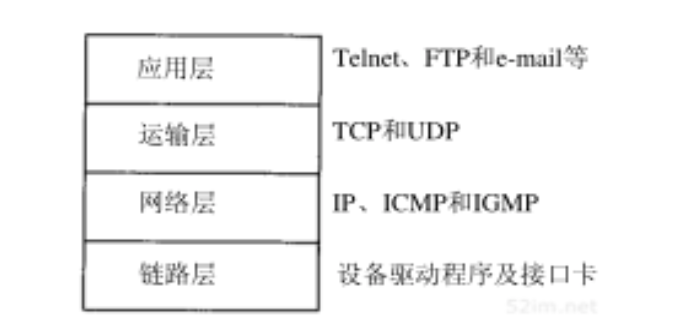 应用层 Telnet、FTP和e-mail等
运输层 TCP和UDP
网络层 IP、ICMP和IGMP
链路层 设备驱动程序及接口卡
52im.net